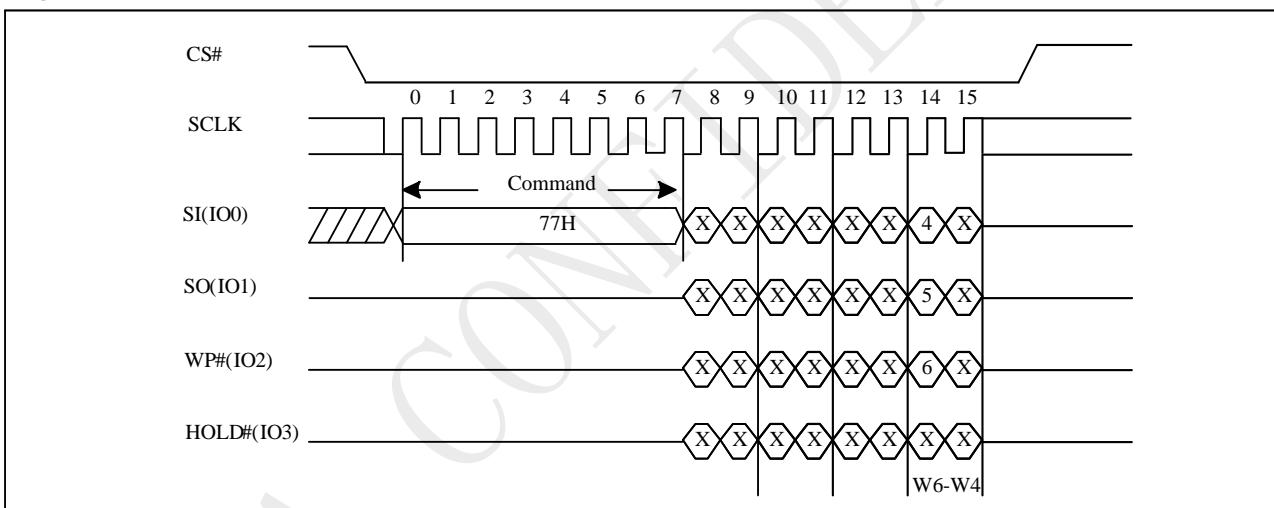 CS#
0 1 2 3 4 5 6 7 8 9 10 11 12 13 14 15
SCLK
Command
SI(IO0) 77H X X X X X X 4 X
SO(IO1) X X X X X X 5 X
WP#(IO2) X X X X X X 6 X
HOLD#(IO3) X X X X X X X X
W6-W4